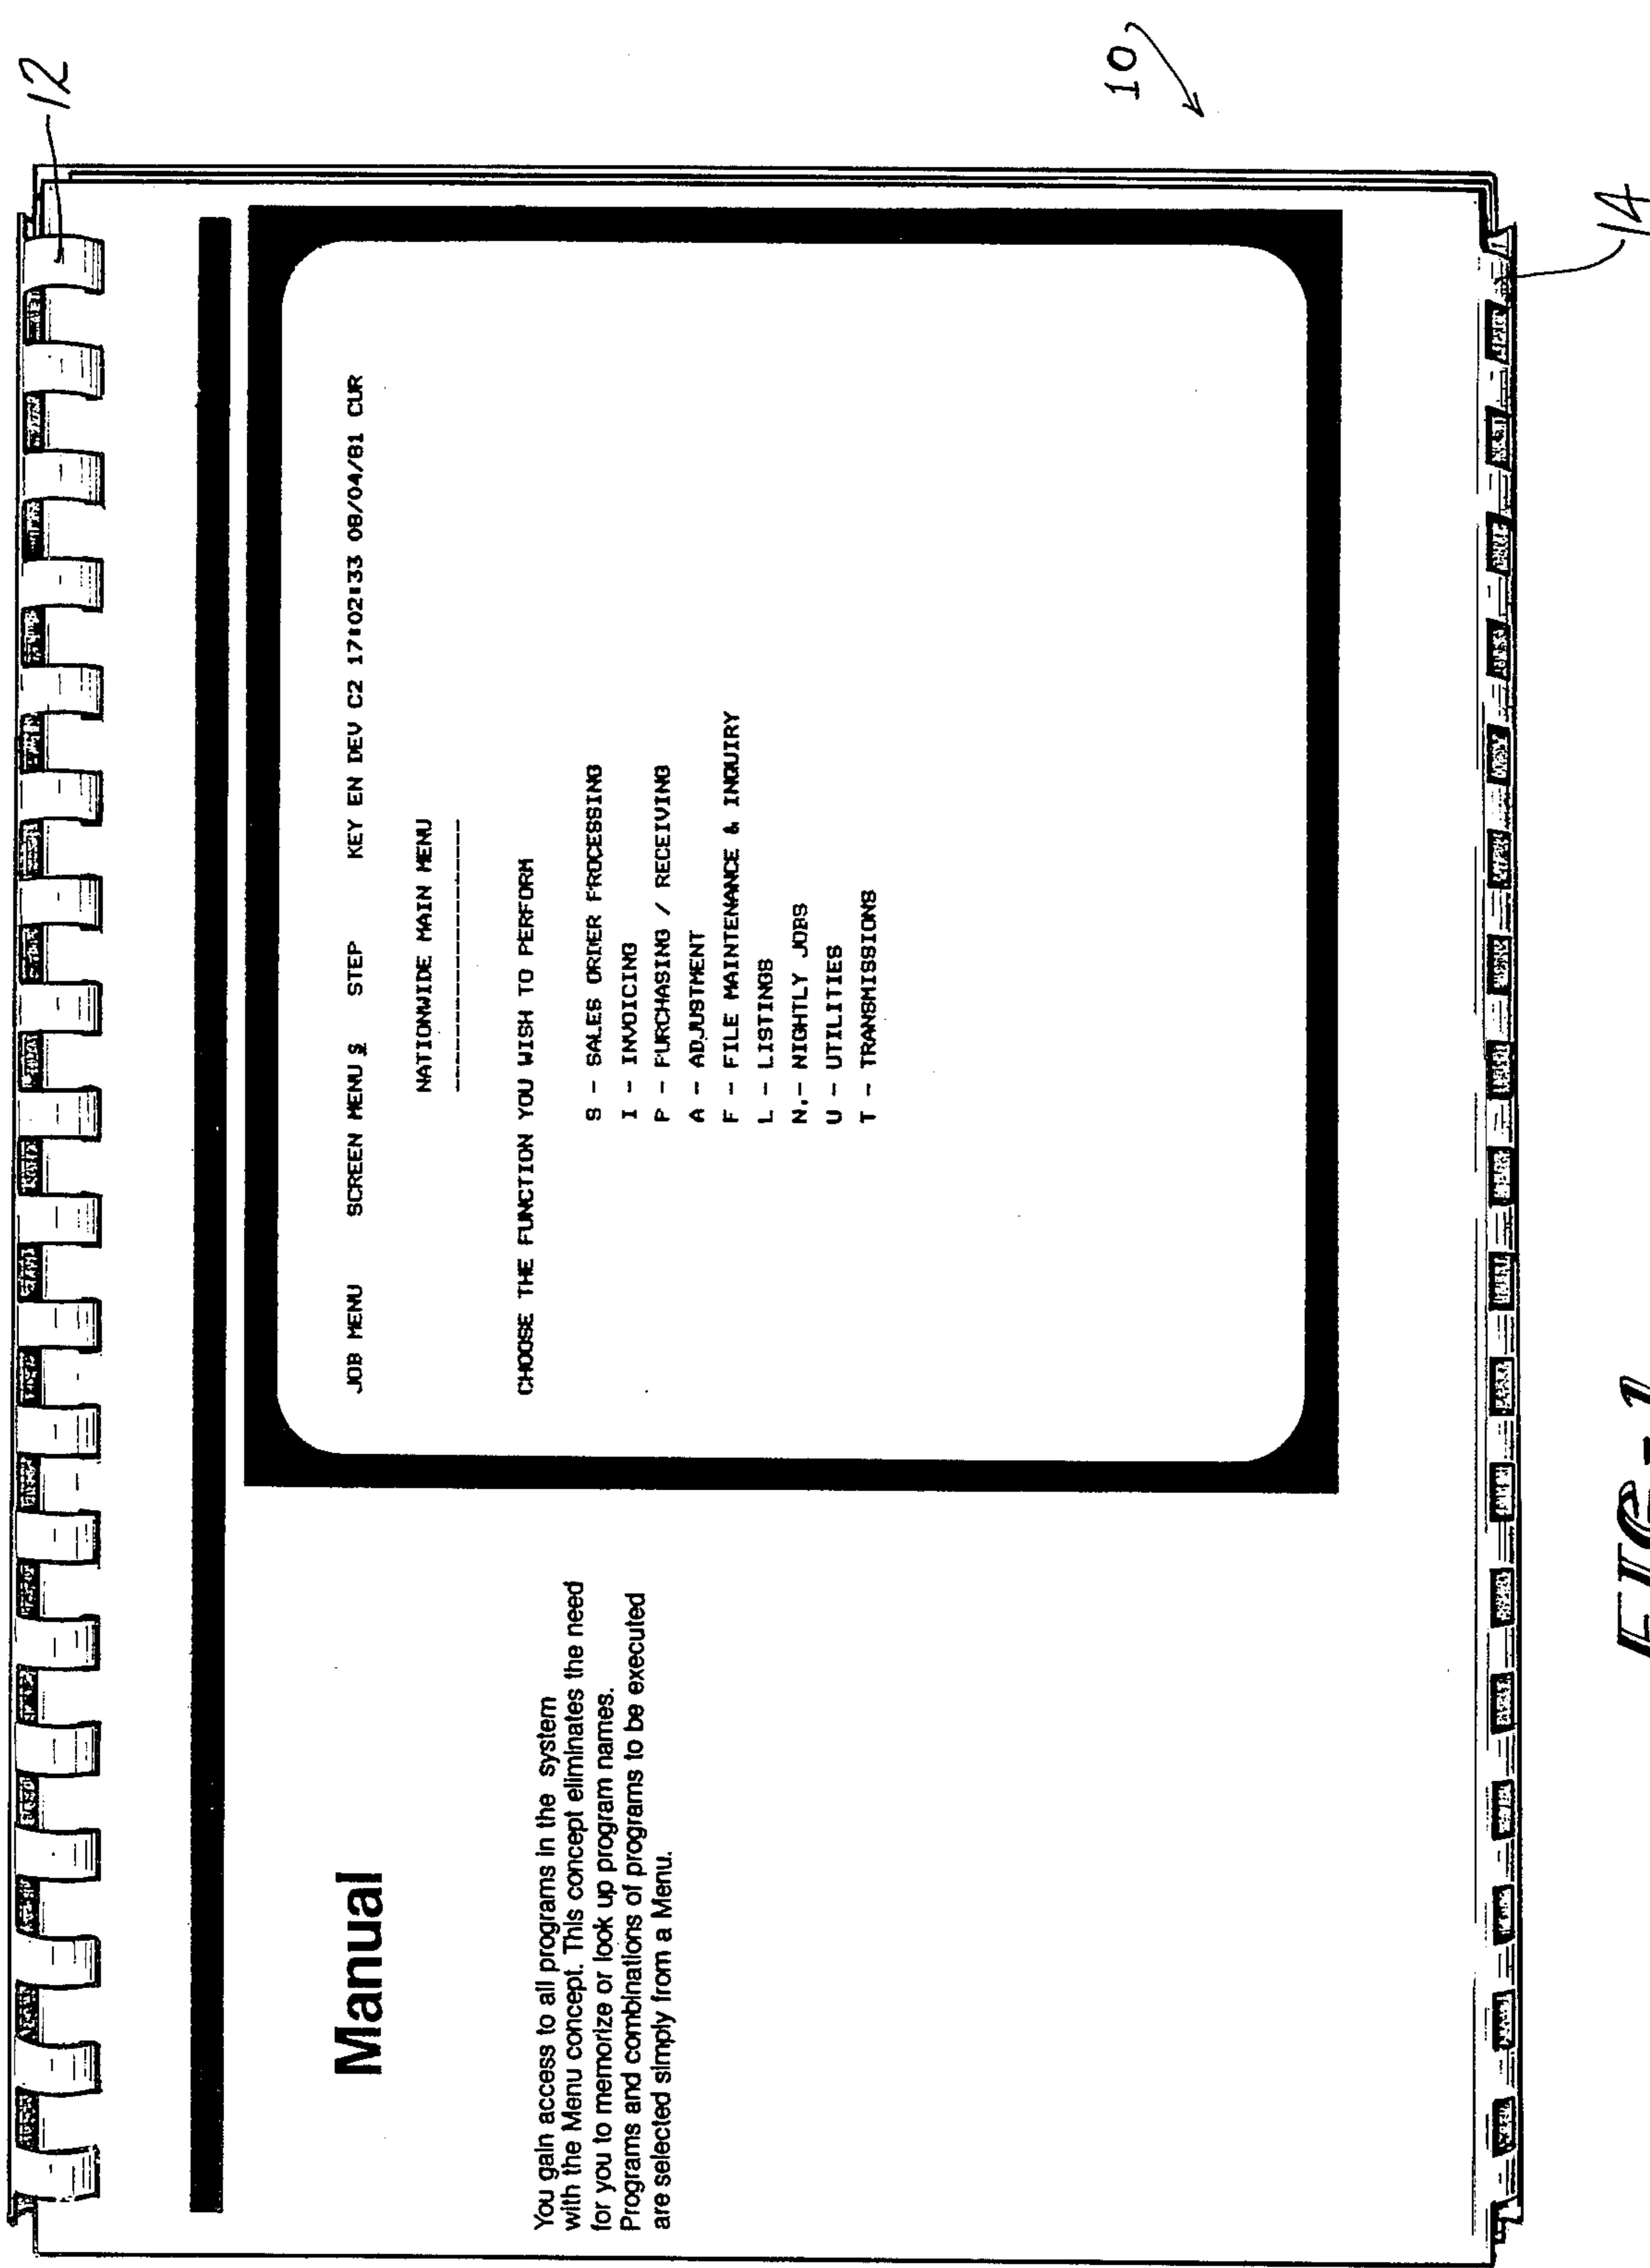 12
10
Manual
You gain access to all programs in the system
with the Menu concept. This concept eliminates the need
for you to memorize or look up program names.
Programs and combinations of programs to be executed
are selected simply from a Menu.
JOB MENU SCREEN MENU S STEP KEY EN DEV C2 17:02:33 08/04/81 CUR
NATIONWIDE MAIN MENU
--------------------
CHOOSE THE FUNCTION YOU WISH TO PERFORM
S - SALES ORDER PROCESSING
I - INVOICING
P - PURCHASING / RECEIVING
A - ADJUSTMENT
F - FILE MAINTENANCE & INQUIRY
L - LISTINGS
N.- NIGHTLY JOBS
U - UTILITIES
T - TRANSMISSIONS
14
FIG-1